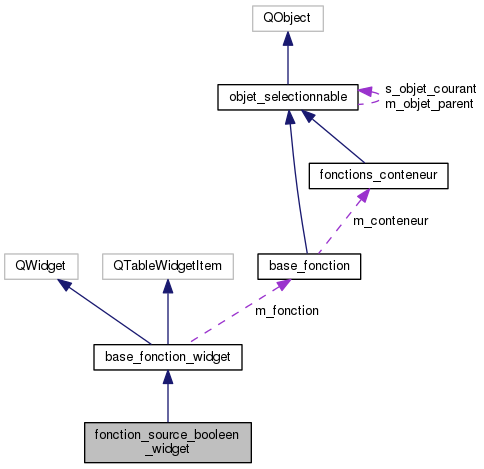 QObject
objet_selectionnable
s_objet_courant
m_objet_parent
fonctions_conteneur
m_conteneur
QWidget
QTableWidgetItem
base_fonction
m_fonction
base_fonction_widget
fonction_source_booleen
_widget